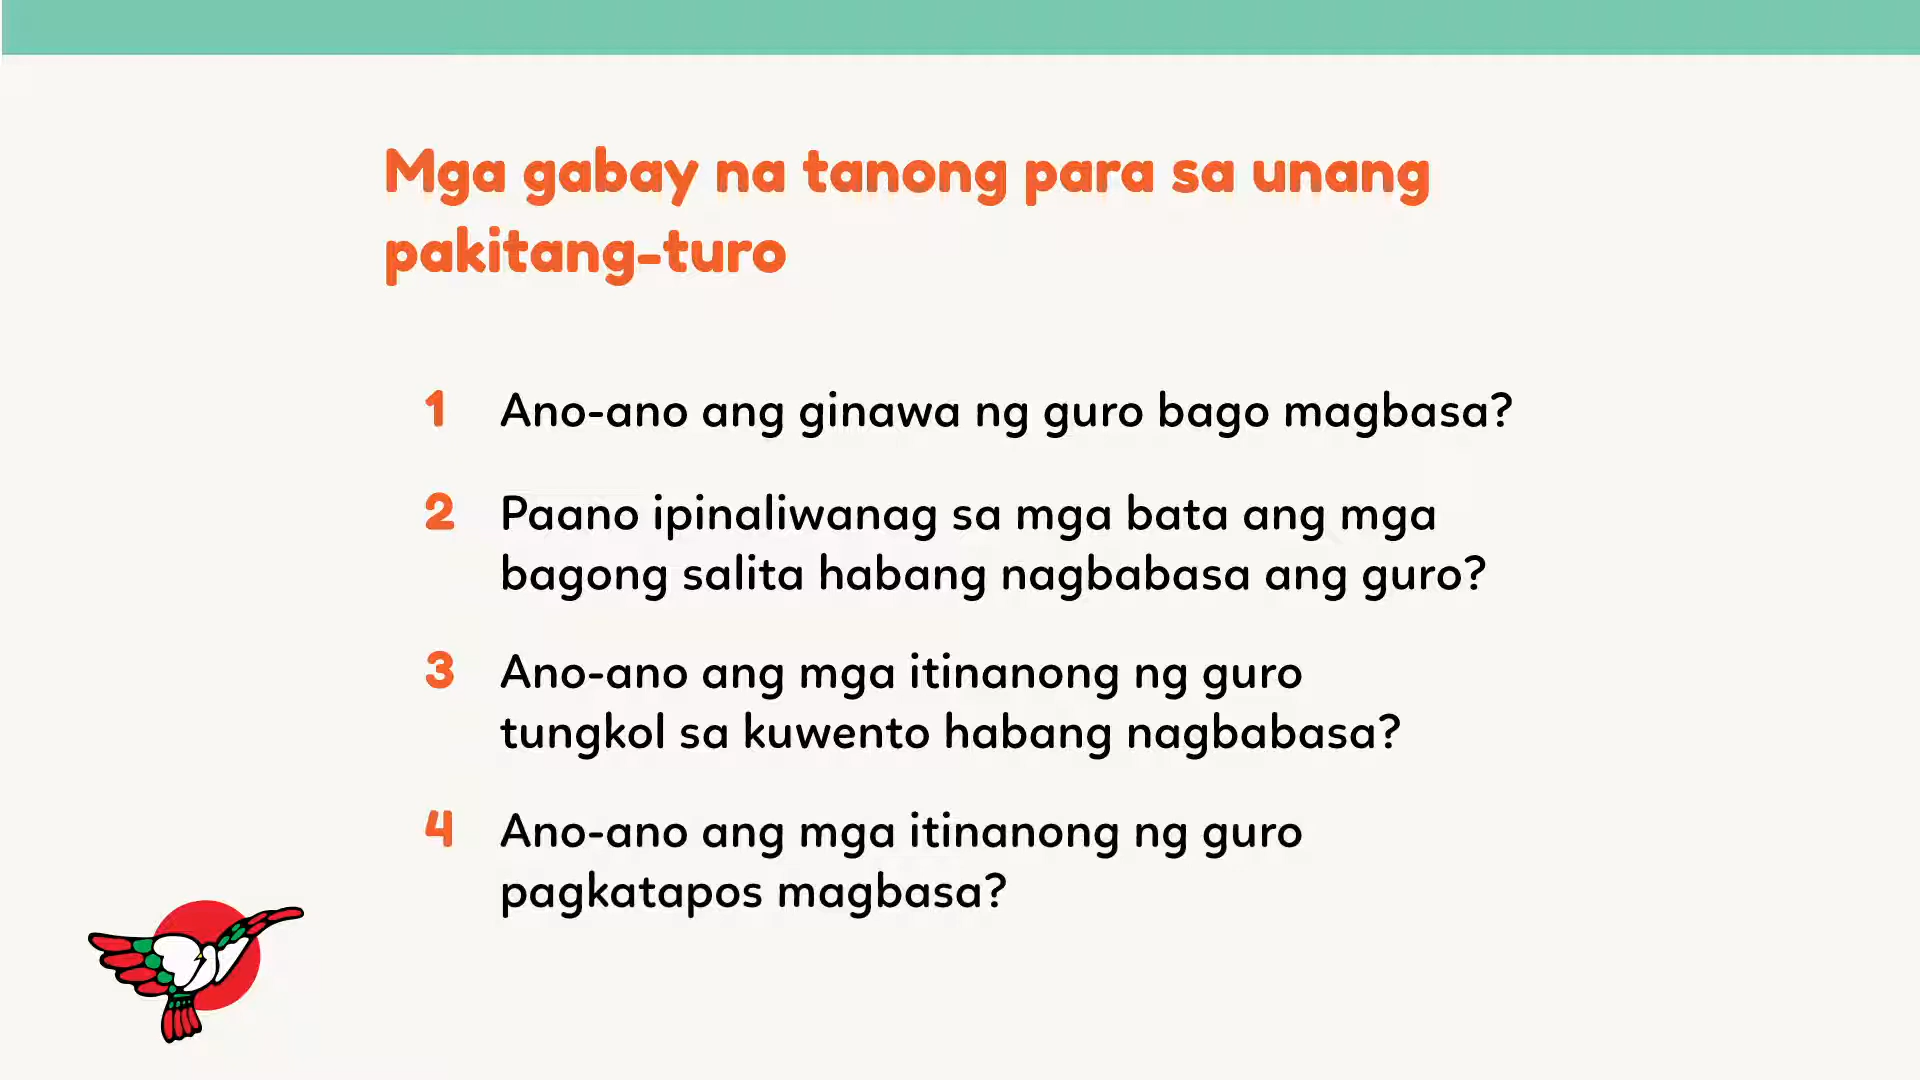 Mga gabay na tanong para sa unang
pakitang-turo
1 Ano-ano ang ginawa ng guro bago magbasa?
2 Paano ipinaliwanag sa mga bata ang mga
bagong salita habang nagbabasa ang guro?
3 Ano-ano ang mga itinanong ng guro
tungkol sa kuwento habang nagbabasa?
4 Ano-ano ang mga itinanong ng guro
pagkatapos magbasa?